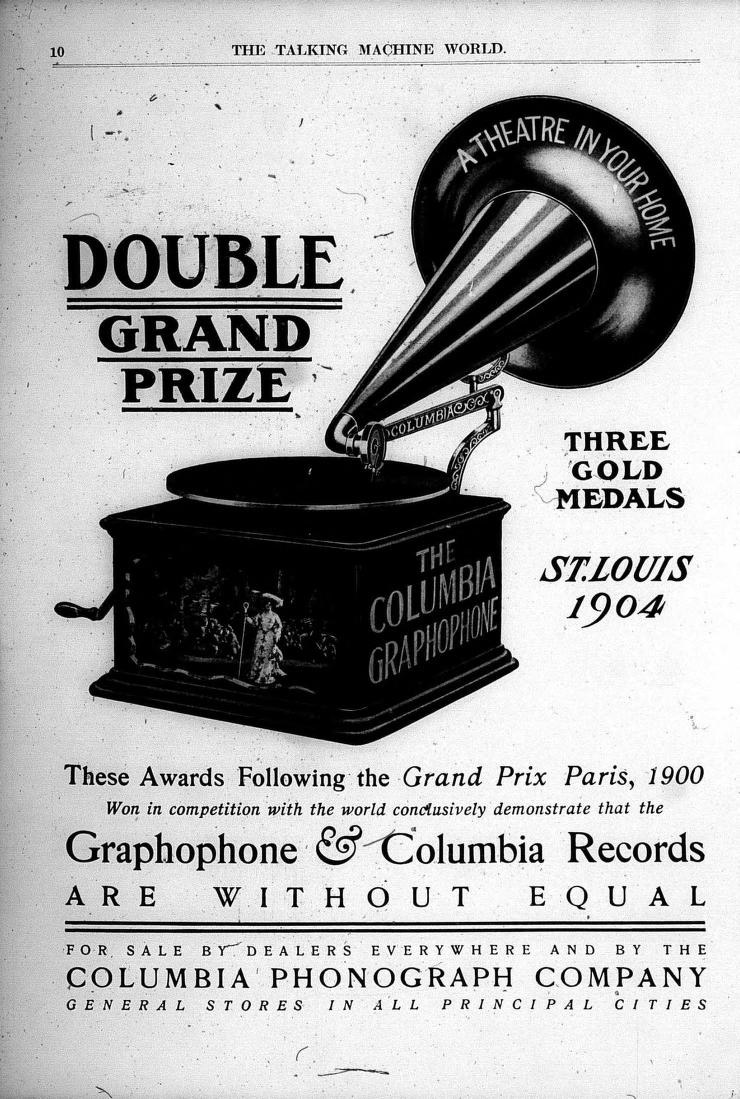 10
THE TALKING MACHINE WORLD.
A THEATRE IN YOUR HOME
DOUBLE
GRAND
PRIZE
COLUMBIA
THREE
GOLD
MEDALS
ST. LOUIS
1904
THE
COLUMBIA
GRAPHOPHONE
These Awards Following the Grand Prix Paris, 1900
Won in competition with the world conclusively demonstrate that the
Graphophone & Columbia Records
ARE WITHOUT EQUAL
FOR SALE BY DEALERS EVERYWHERE AND BY THE
COLUMBIA PHONOGRAPH COMPANY
GENERAL STORES IN ALL PRINCIPAL CITIES